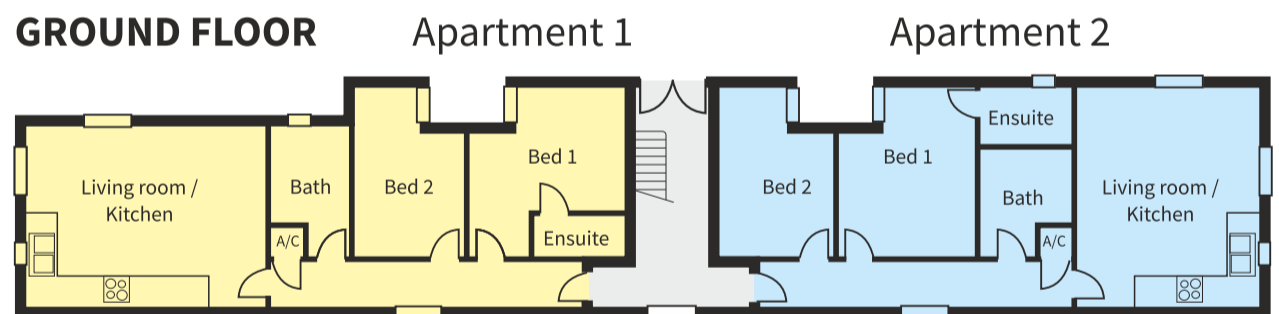 GROUND FLOOR
Apartment 1
Apartment 2
Living room /
Kitchen
Bath
A/C
Bed 2
Bed 1
Ensuite
Bed 2
Bed 1
Ensuite
Bath
A/C
Living room /
Kitchen